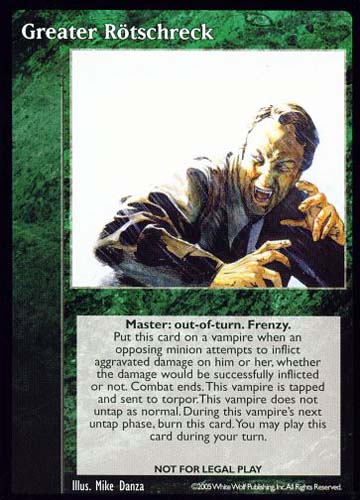 Greater Rötschreck
Master: out-of-turn. Frenzy.
Put this card on a vampire when an
opposing minion attempts to inflict
aggravated damage on him or her, whether
the damage would be successfully inflicted
or not. Combat ends. This vampire is tapped
and sent to torpor. This vampire does not
untap as normal. During this vampire's next
untap phase, burn this card. You may play this
card during your turn.
NOT FOR LEGAL PLAY
Illus. Mike Danza
©2005 White Wolf Publishing, Inc. All Rights Reserved.